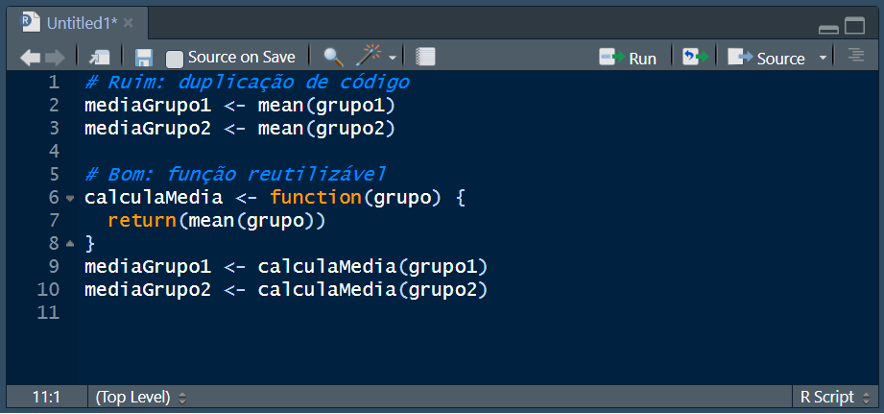 Untitled1*
Source on Save
Run
Source
1 # Ruim: duplicação de código
2 mediaGrupo1 <- mean(grupo1)
3 mediaGrupo2 <- mean(grupo2)
4
5 # Bom: função reutilizável
6 calculaMedia <- function(grupo) {
7   return(mean(grupo))
8 }
9 mediaGrupo1 <- calculaMedia(grupo1)
10 mediaGrupo2 <- calculaMedia(grupo2)
11
11:1 (Top Level) R Script